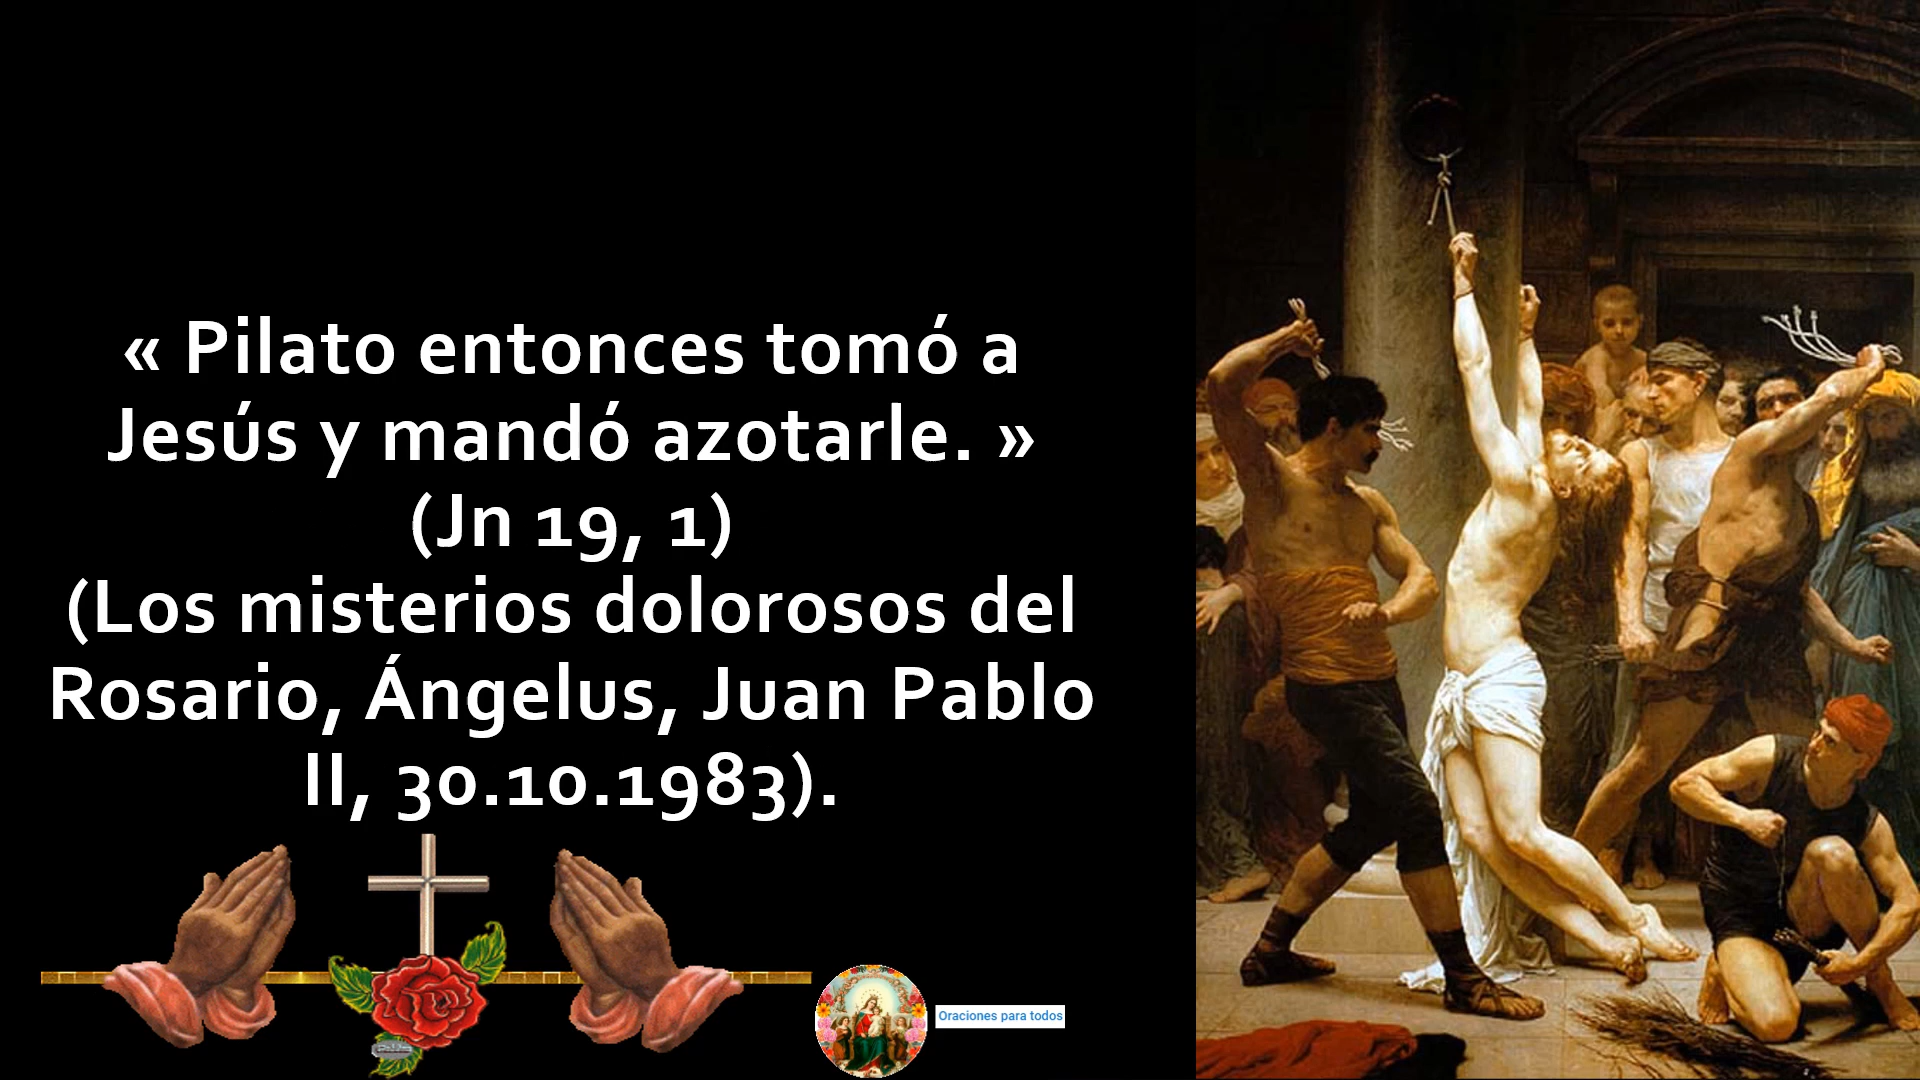 « Pilato entonces tomó a
Jesús y mandó azotarle. »
(Jn 19, 1)
(Los misterios dolorosos del
Rosario, Ángelus, Juan Pablo
II, 30.10.1983).
Oraciones para todos